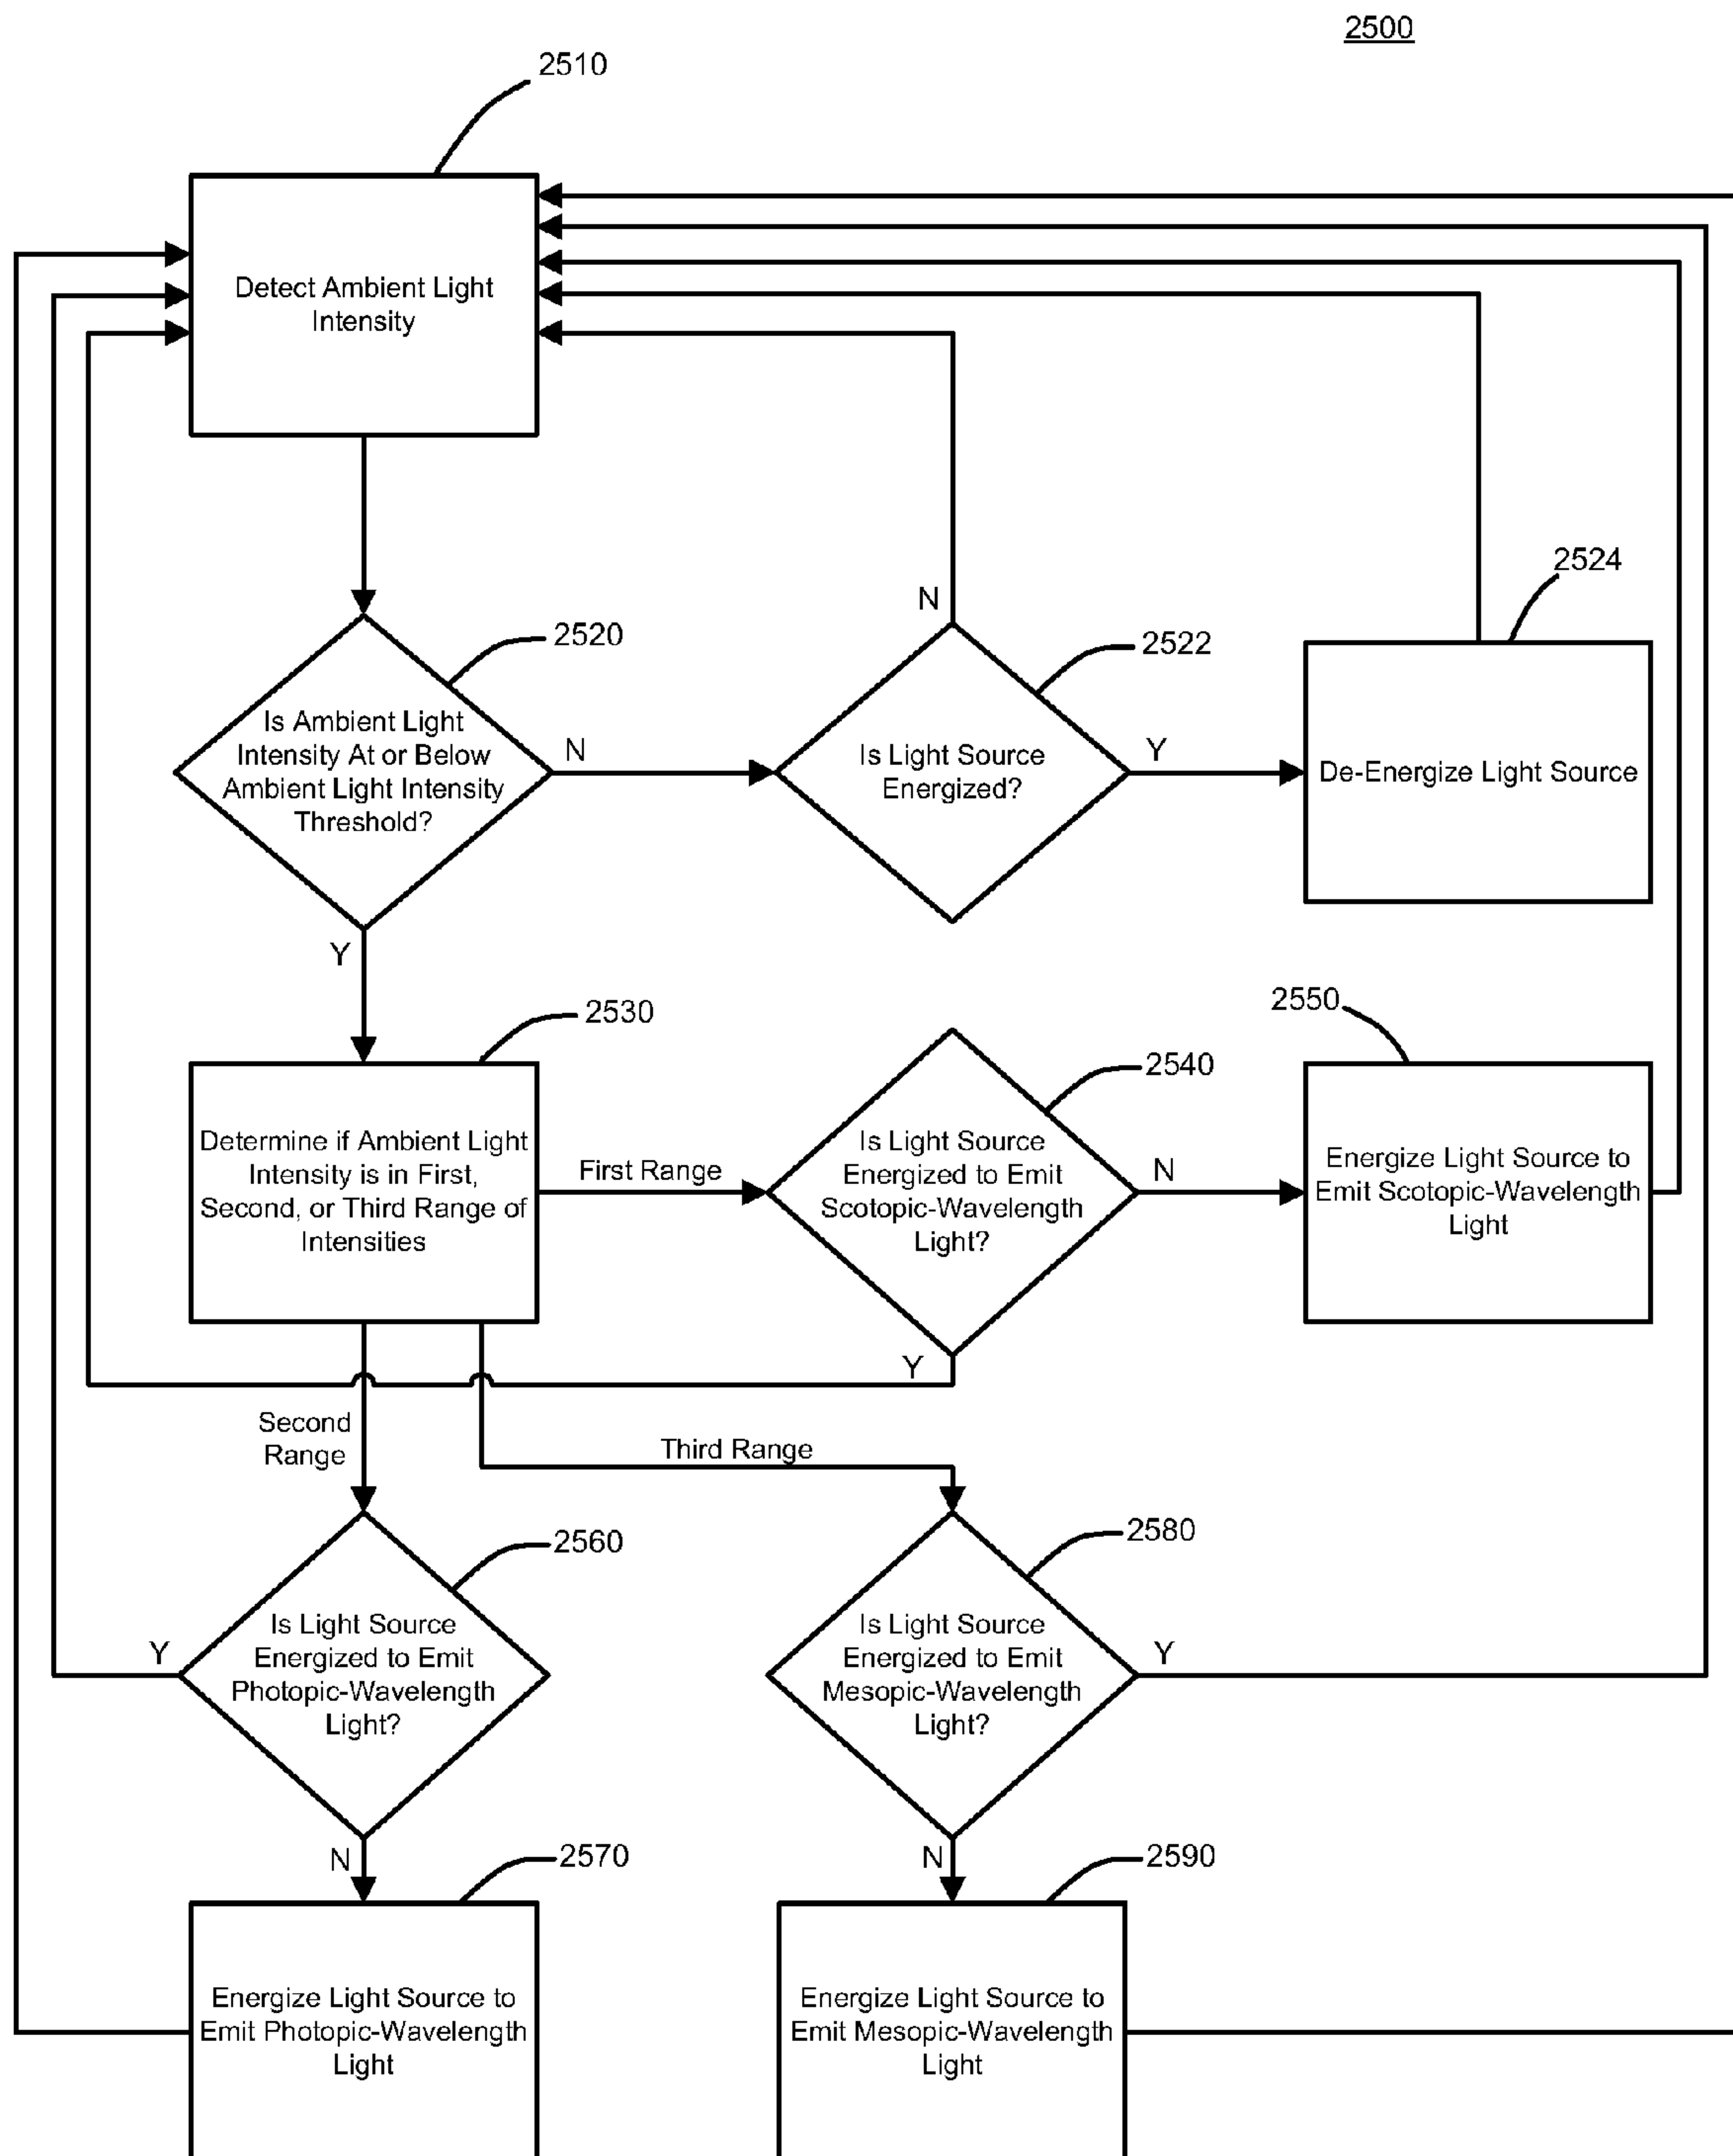 2500
2510
Detect Ambient Light
Intensity
2520
Is Ambient Light
Intensity At or Below
Ambient Light Intensity
Threshold?
N
2522
N
Is Light Source
Energized?
Y
2524
De-Energize Light Source
Y
2530
Determine if Ambient Light
Intensity is in First,
Second, or Third Range of
Intensities
First Range
2540
Is Light Source
Energized to Emit
Scotopic-Wavelength
Light?
N
Y
2550
Energize Light Source to
Emit Scotopic-Wavelength
Light
Second
Range
Third Range
2560
Is Light Source
Energized to Emit
Photopic-Wavelength
Light?
Y
N
2580
Is Light Source
Energized to Emit
Mesopic-Wavelength
Light?
Y
N
2570
Energize Light Source to
Emit Photopic-Wavelength
Light
2590
Energize Light Source to
Emit Mesopic-Wavelength
Light